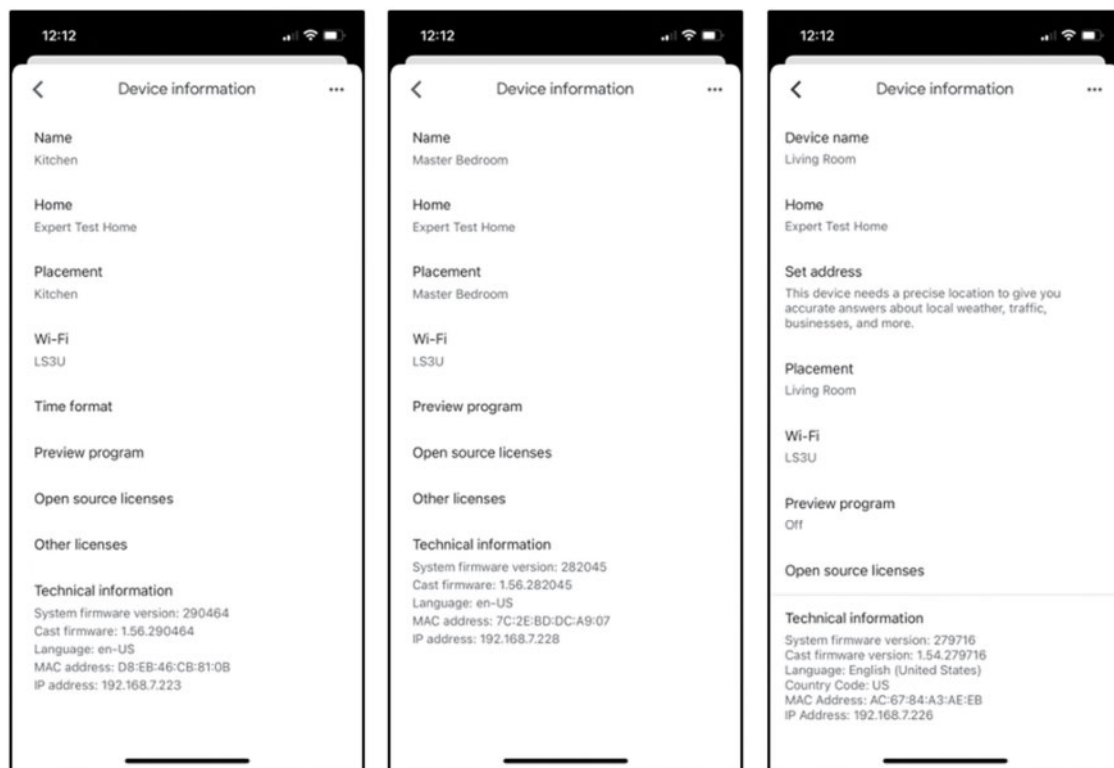 12:12
Device information
Name
Kitchen
Home
Expert Test Home
Placement
Kitchen
Wi-Fi
LS3U
Time format
Preview program
Open source licenses
Other licenses
Technical information
System firmware version: 290464
Cast firmware: 1.56.290464
Language: en-US
MAC address: D8:EB:46:CB:81:0B
IP address: 192.168.7.223
12:12
Device information
Name
Master Bedroom
Home
Expert Test Home
Placement
Master Bedroom
Wi-Fi
LS3U
Preview program
Open source licenses
Other licenses
Technical information
System firmware version: 282045
Cast firmware: 1.56.282045
Language: en-US
MAC address: 7C:2E:BD:DC:A9:07
IP address: 192.168.7.228
12:12
Device information
Device name
Living Room
Home
Expert Test Home
Set address
This device needs a precise location to give you
accurate answers about local weather, traffic,
businesses, and more.
Placement
Living Room
Wi-Fi
LS3U
Preview program
Off
Open source licenses
Technical information
System firmware version: 279716
Cast firmware version: 1.54.279716
Language: English (United States)
Country Code: US
MAC Address: AC:67:84:A3:AE:EB
IP Address: 192.168.7.226